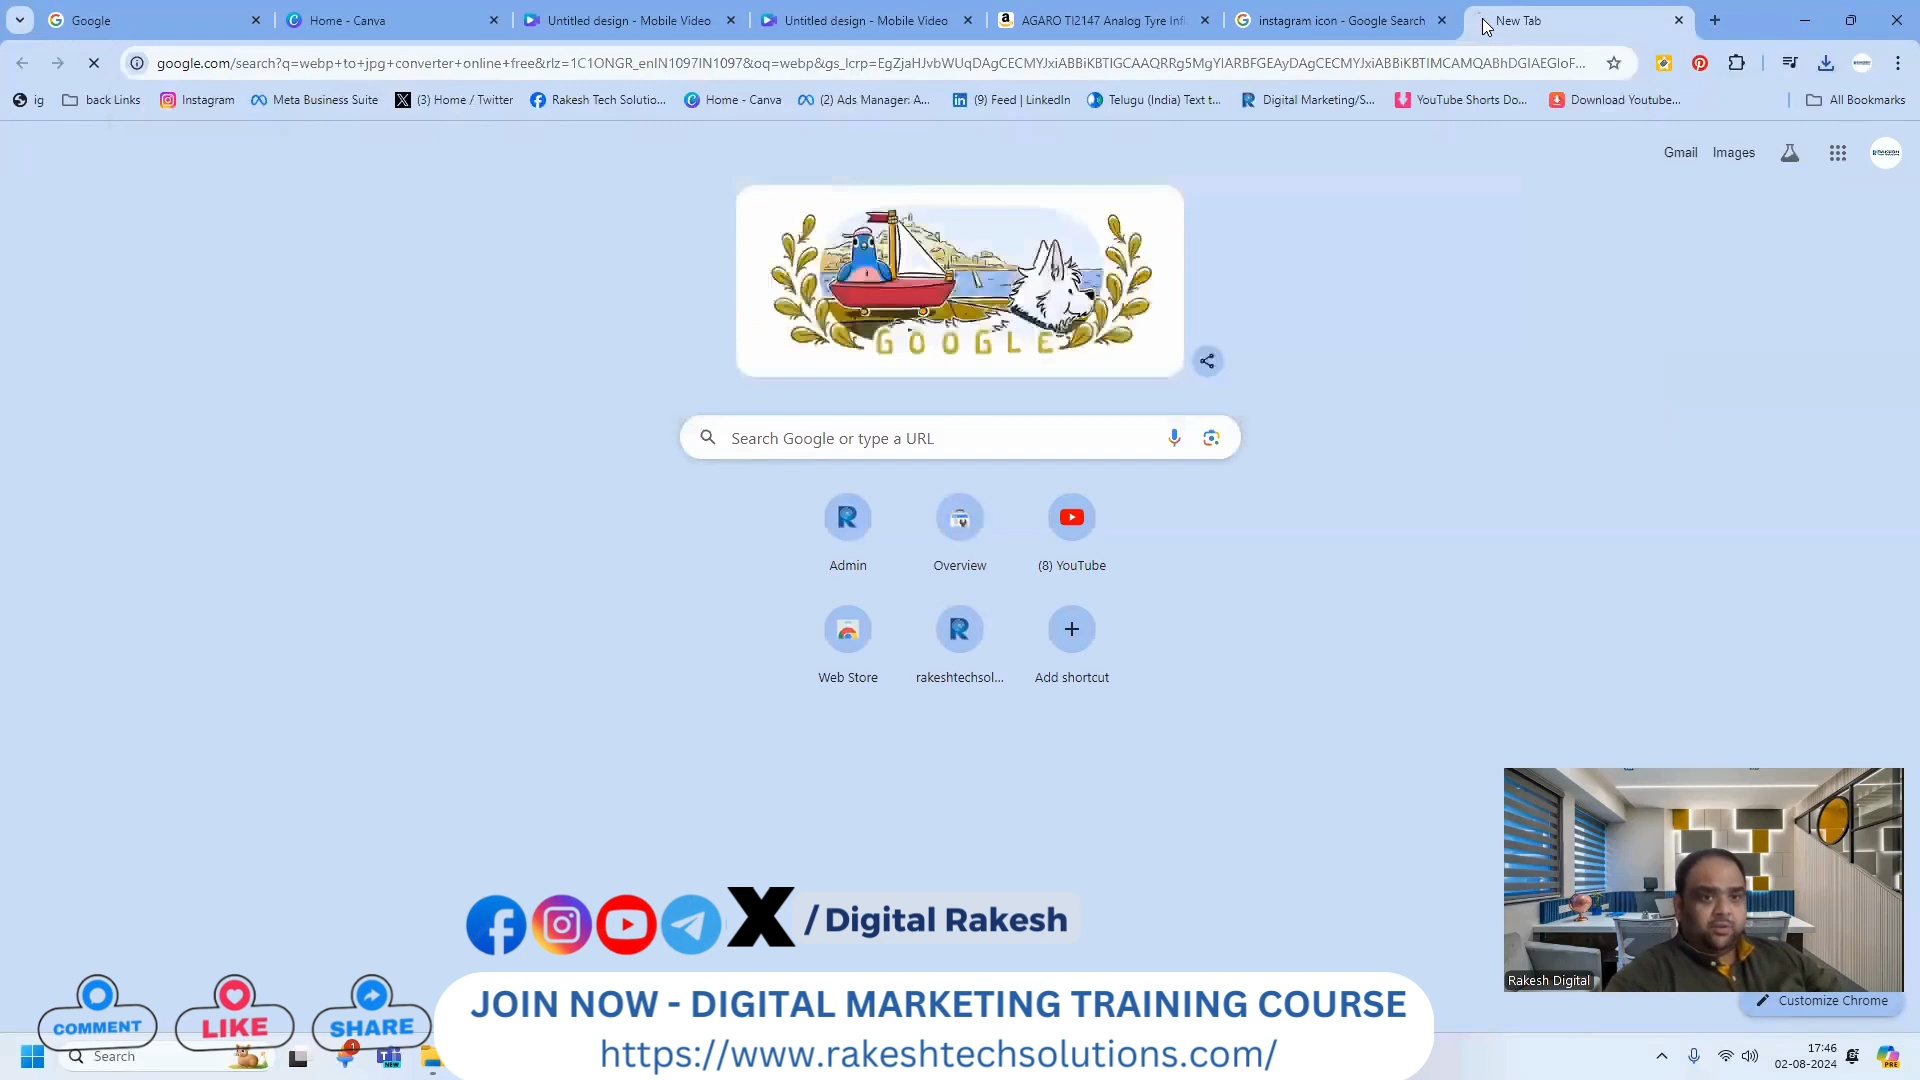 Google
Home - Canva
Untitled design - Mobile Video
Untitled design - Mobile Video
AGARO TI2147 Analog Tyre Infl
instagram icon - Google Search
New Tab
google.com/search?q=webp+to+jpg+converter+online+free&rlz=1C1ONGR_enIN1097IN1097&oq=webp&gs_lcrp=
ig
back Links
Instagram
Meta Business Suite
(3) Home / Twitter
Rakesh Tech Solutio...
Home - Canva
(2) Ads Manager: A...
(9) Feed | LinkedIn
Telugu (India) Text t...
Digital Marketing/S...
YouTube Shorts Do...
Download Youtube...
All Bookmarks
Gmail
Images
GOOGLE
Search Google or type a URL
Admin
Overview
(8) YouTube
Web Store
rakeshtechsol...
Add shortcut
/ Digital Rakesh
Rakesh Digital
Customize Chrome
COMMENT
LIKE
SHARE
JOIN NOW - DIGITAL MARKETING TRAINING COURSE
https://www.rakeshtechsolutions.com/
Search
1
NEW
17:46
02-08-2024
PRE